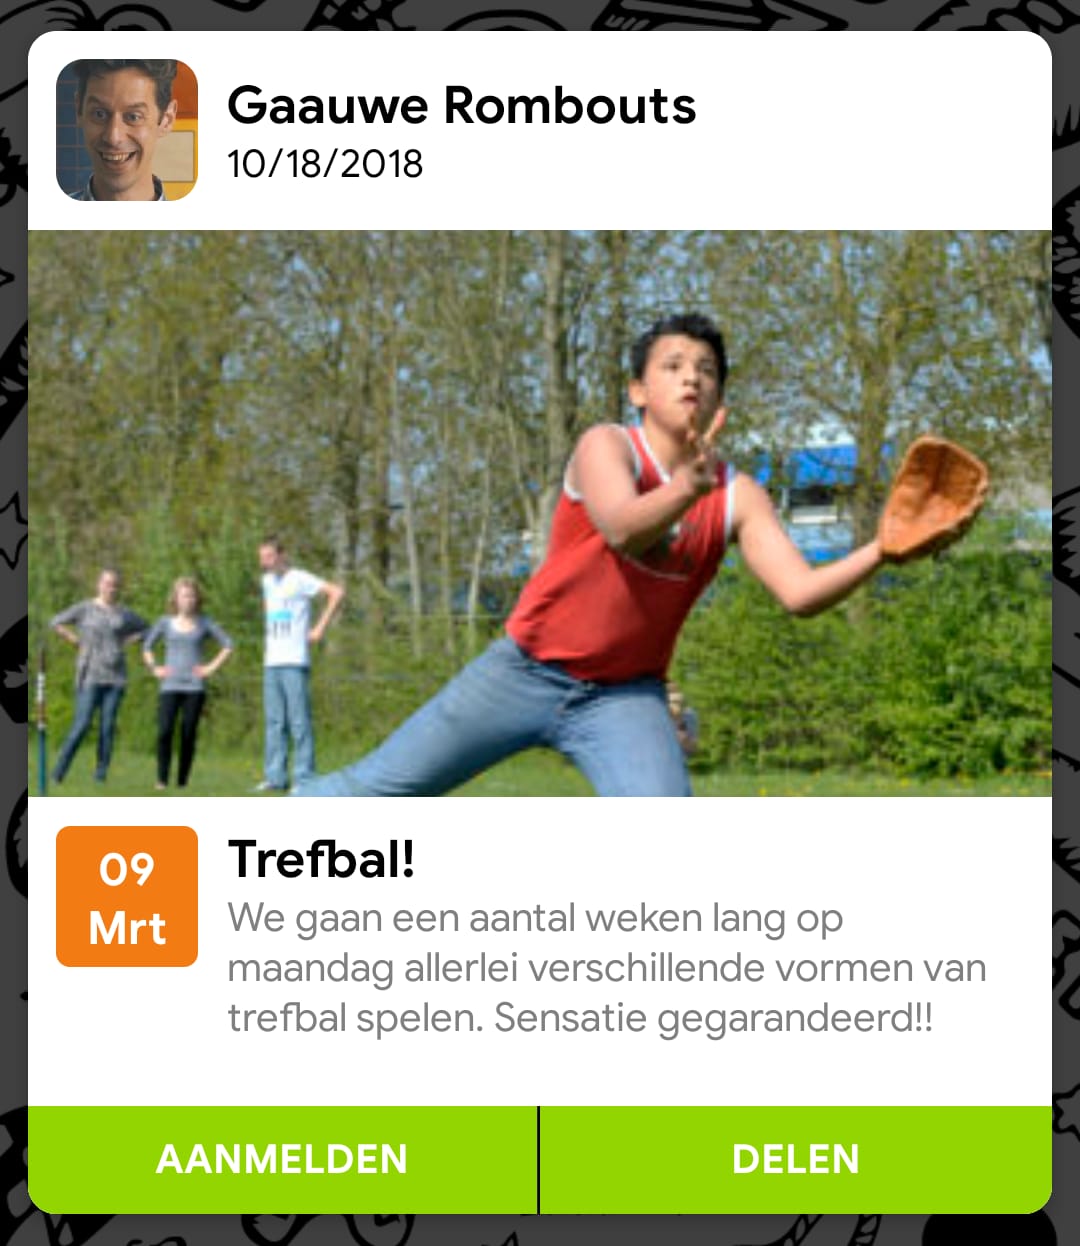 Gaauwe Rombouts
10/18/2018
09
Mrt
Trefbal!
We gaan een aantal weken lang op
maandag allerlei verschillende vormen van
trefbal spelen. Sensatie gegarandeerd!!
AANMELDEN
DELEN